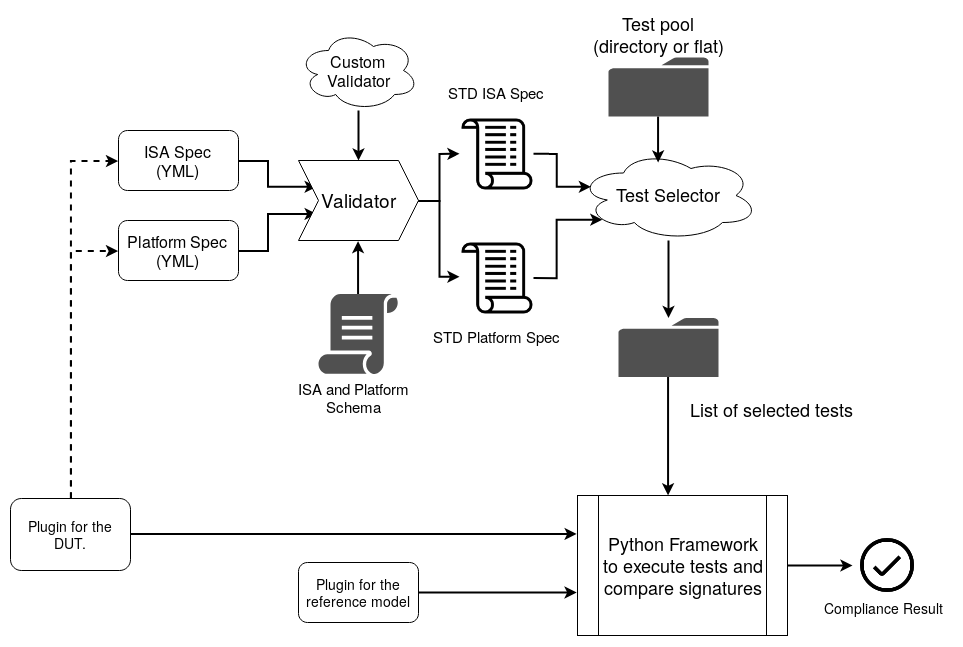 Test pool
(directory or flat)
Custom
Validator
STD ISA Spec
ISA Spec
(YML)
Validator
Test Selector
Platform Spec
(YML)
STD Platform Spec
ISA and Platform
Schema
List of selected tests
Plugin for the
DUT.
Python Framework
to execute tests and
compare signatures
Plugin for the
reference model
Compliance Result